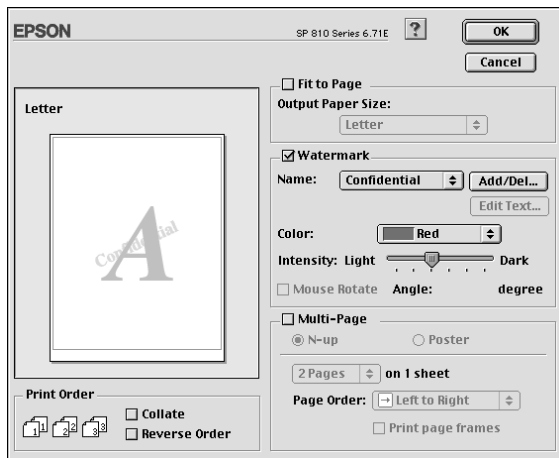 EPSON
SP 810 Series 6.71E
?
OK
Cancel
Letter
Confidential
A
Print Order
1 1 2 2 3 3
Collate
Reverse Order
Fit to Page
Output Paper Size:
Letter
Watermark
Name: Confidential Add/Del...
Edit Text...
Color: Red
Intensity: Light Dark
Mouse Rotate Angle: degree
Multi-Page
N-up Poster
2 Pages on 1 sheet
Page Order: Left to Right
Print page frames